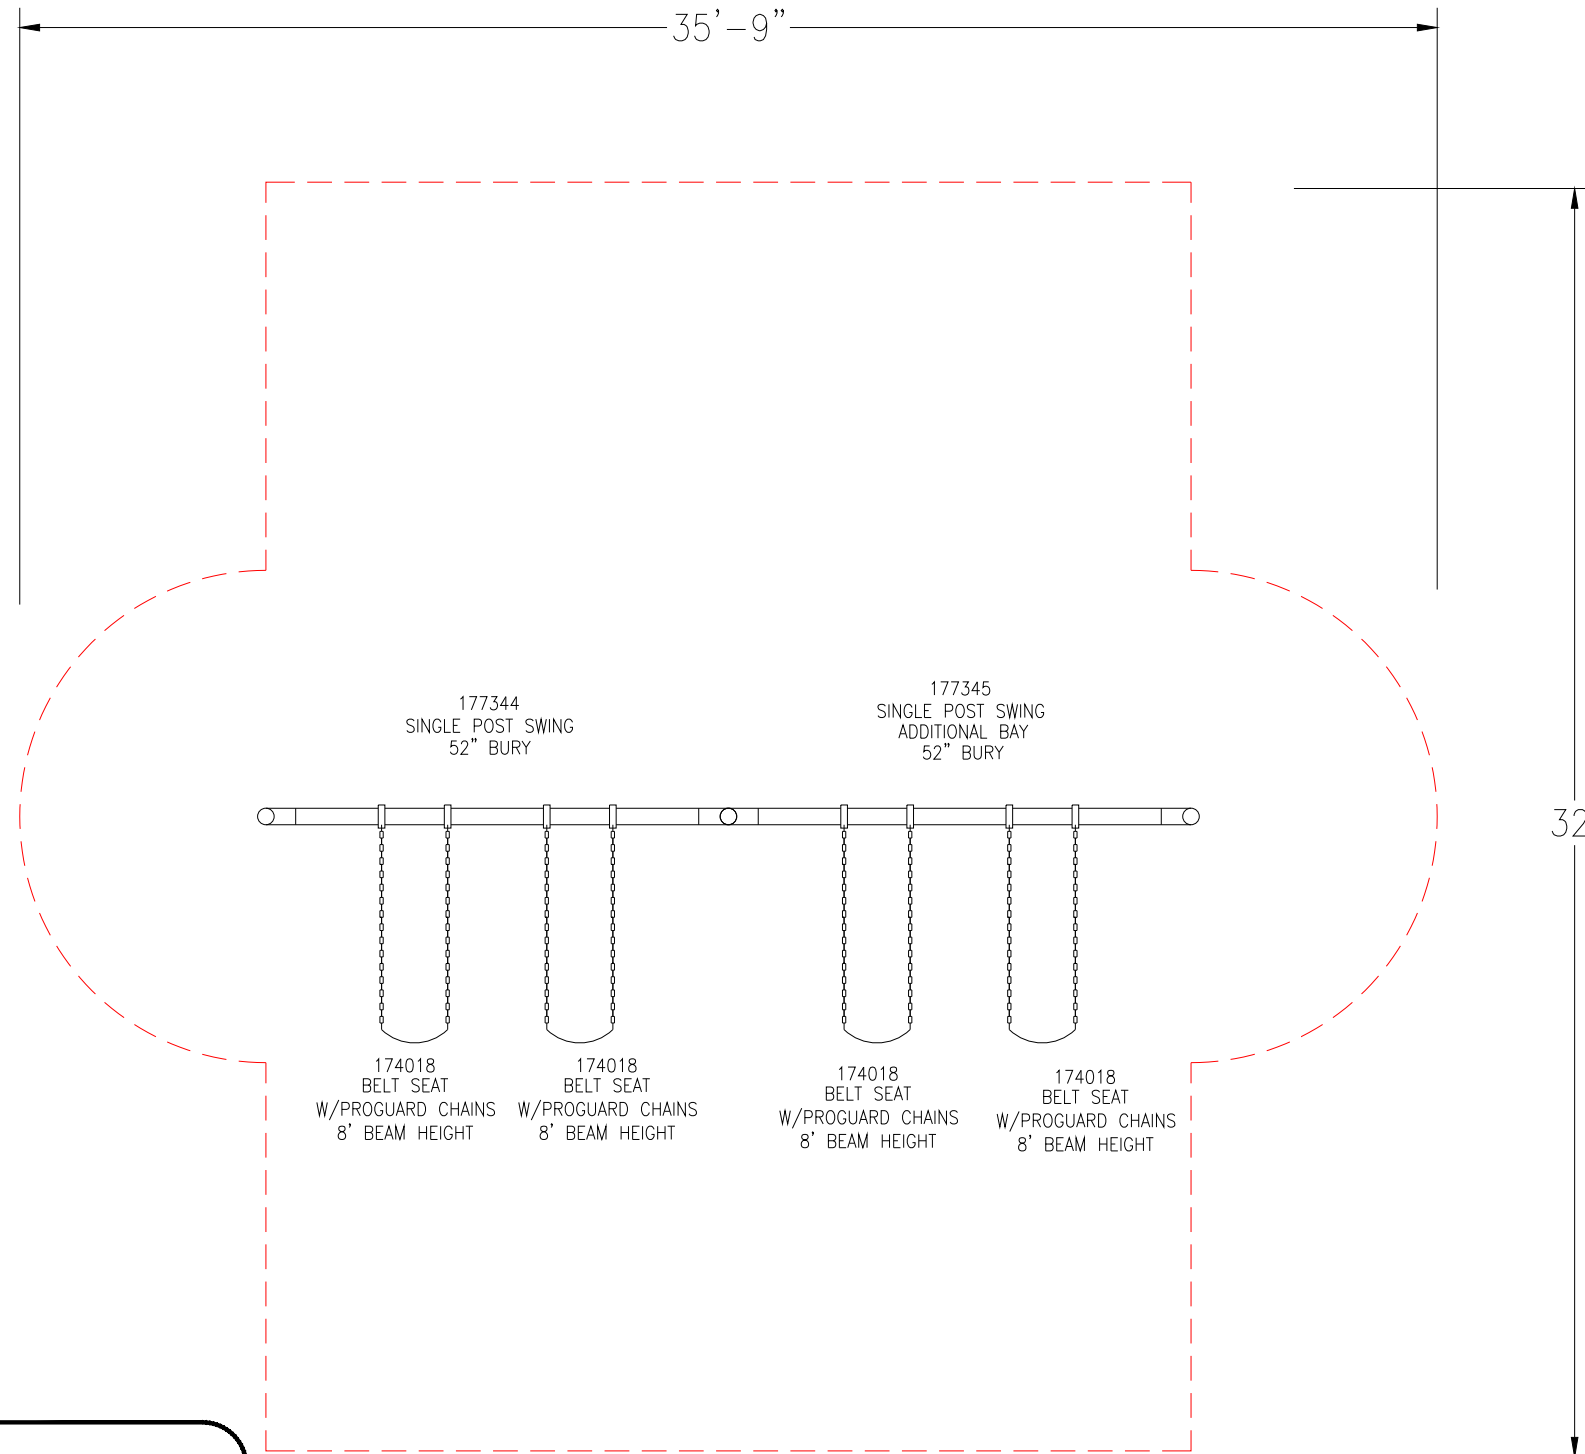 35'-9"
177344
SINGLE POST SWING
52" BURY
177345
SINGLE POST SWING
ADDITIONAL BAY
52" BURY
32
174018
BELT SEAT
W/PROGUARD CHAINS
8' BEAM HEIGHT
174018
BELT SEAT
W/PROGUARD CHAINS
8' BEAM HEIGHT
174018
BELT SEAT
W/PROGUARD CHAINS
8' BEAM HEIGHT
174018
BELT SEAT
W/PROGUARD CHAINS
8' BEAM HEIGHT